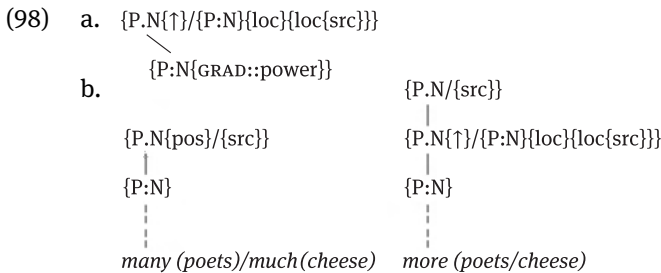 (98) a. {P.N{↑}/{P:N}{loc}{loc{src}}}
{P:N{GRAD::power}}
b. {P.N/{src}}
{P.N{pos}/{src}} {P.N{↑}/{P:N}{loc}{loc{src}}}
{P:N} {P:N}
many (poets)/much(cheese) more (poets/cheese)